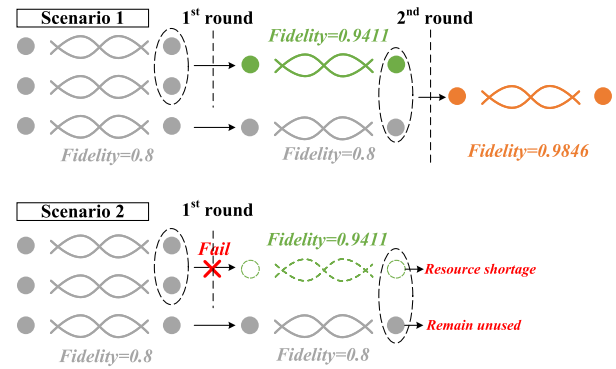 Scenario 1
1st round
2nd round
Fidelity=0.9411
Fidelity=0.8
Fidelity=0.8
Fidelity=0.9846
Scenario 2
1st round
Fail
Fidelity=0.9411
Resource shortage
Remain unused
Fidelity=0.8
Fidelity=0.8